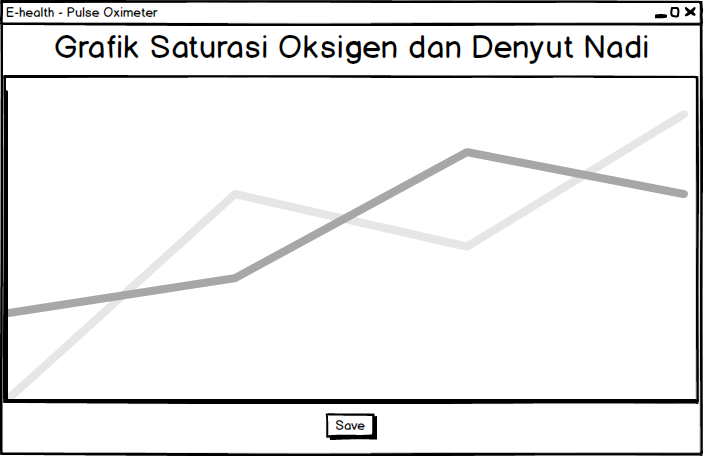 E-health - Pulse Oximeter
Grafik Saturasi Oksigen dan Denyut Nadi
Save